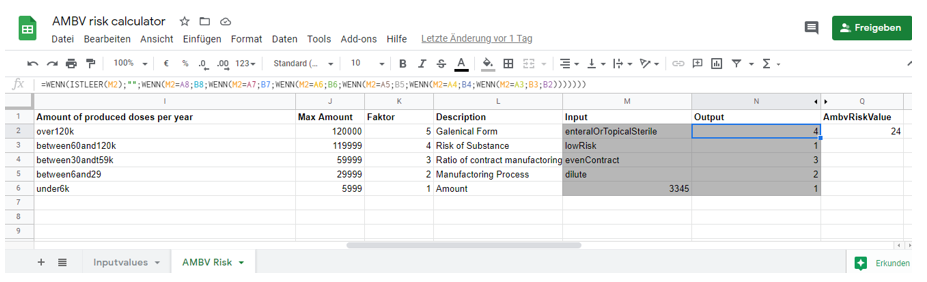 AMBV risk calculator
Datei Bearbeiten Ansicht Einfügen Format Daten Tools Add-ons Hilfe Letzte Änderung vor 1 Tag
Freigeben
100% € % .0 .00 123 Standard (... 10 B I S A
fx =WENN(ISTLEER(M2);"";WENN(M2=A8;B8;WENN(M2=A7;B7;WENN(M2=A6;B6;WENN(M2=A5;B5;WENN(M2=A4;B4;WENN(M2=A3;B3;B2)))))))
I J K L M N Q
1 Amount of produced doses per year Max Amount Faktor Description Input Output AmbvRiskValue
2 over120k 120000 5 Galenical Form enteralOrTopicalSterile 4 24
3 between60and120k 119999 4 Risk of Substance lowRisk 1
4 between30andt59k 59999 3 Ratio of contract manufactoring evenContract 3
5 between6and29 29999 2 Manufactoring Process dilute 2
6 under6k 5999 1 Amount 3345 1
7
8
9
Inputvalues AMBV Risk Erkunden